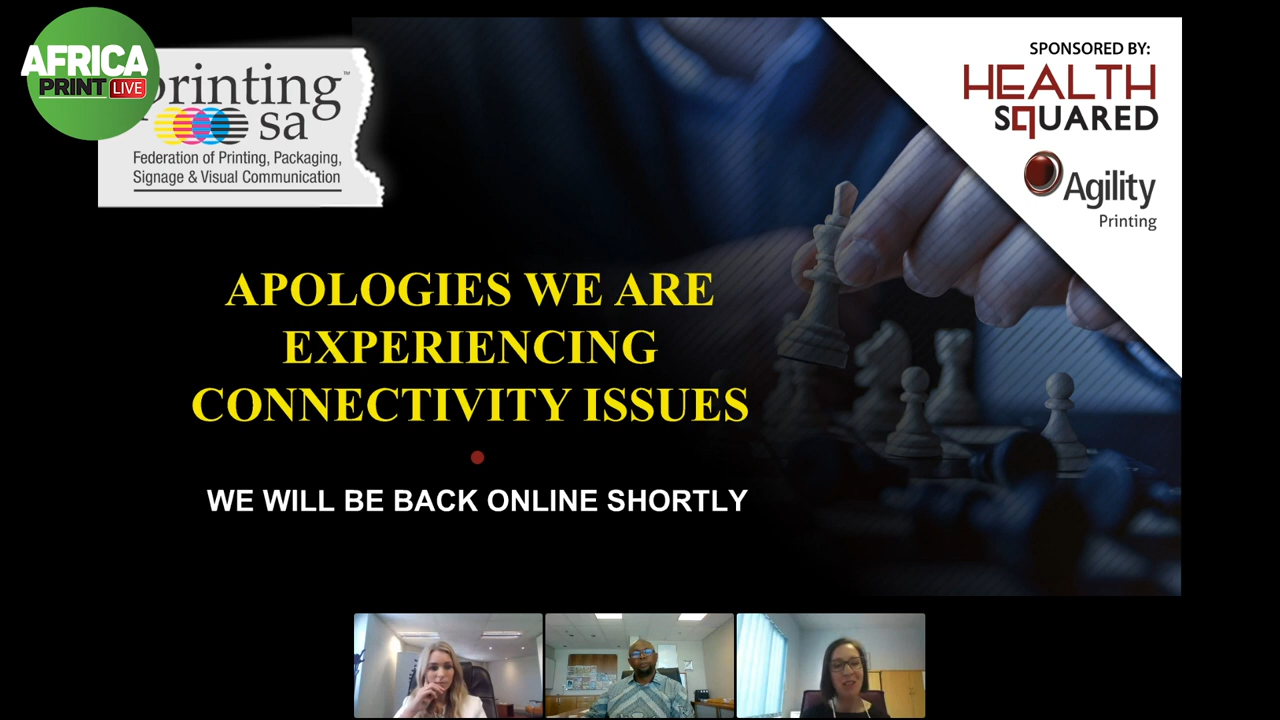 AFRICA
PRINT LIVE
printing™
sa
Federation of Printing, Packaging,
Signage & Visual Communication
SPONSORED BY:
HEALTH
SQUARED
Agility
Printing
APOLOGIES WE ARE
EXPERIENCING
CONNECTIVITY ISSUES
WE WILL BE BACK ONLINE SHORTLY